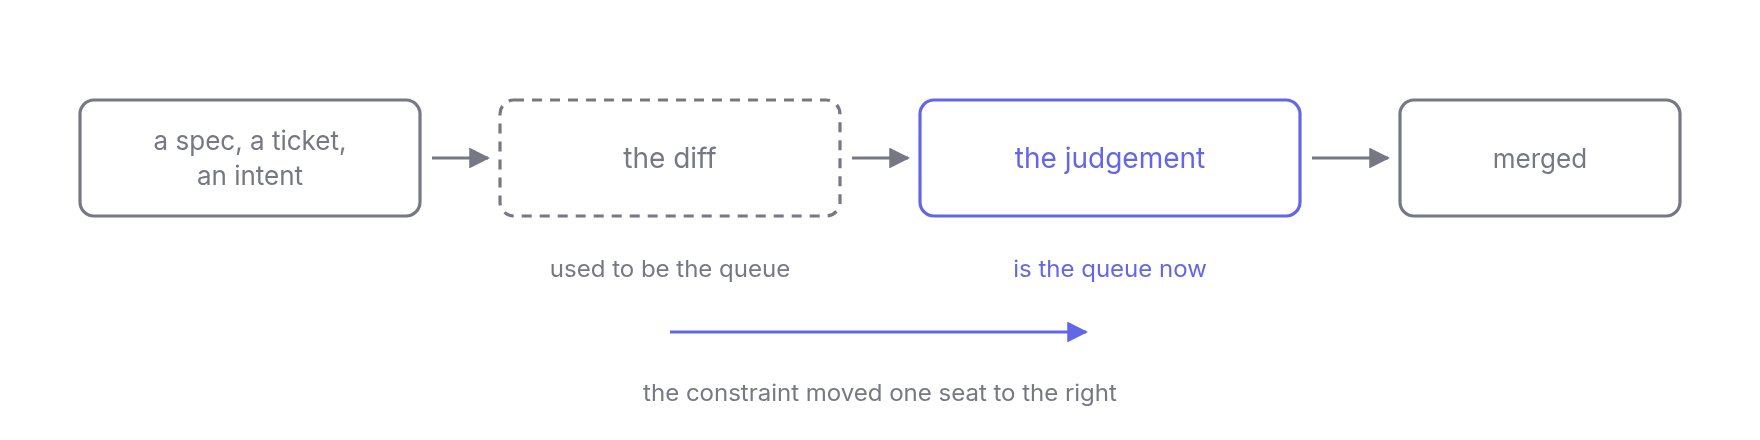 a spec, a ticket,
an intent
the diff
the judgement
merged
used to be the queue
is the queue now
the constraint moved one seat to the right